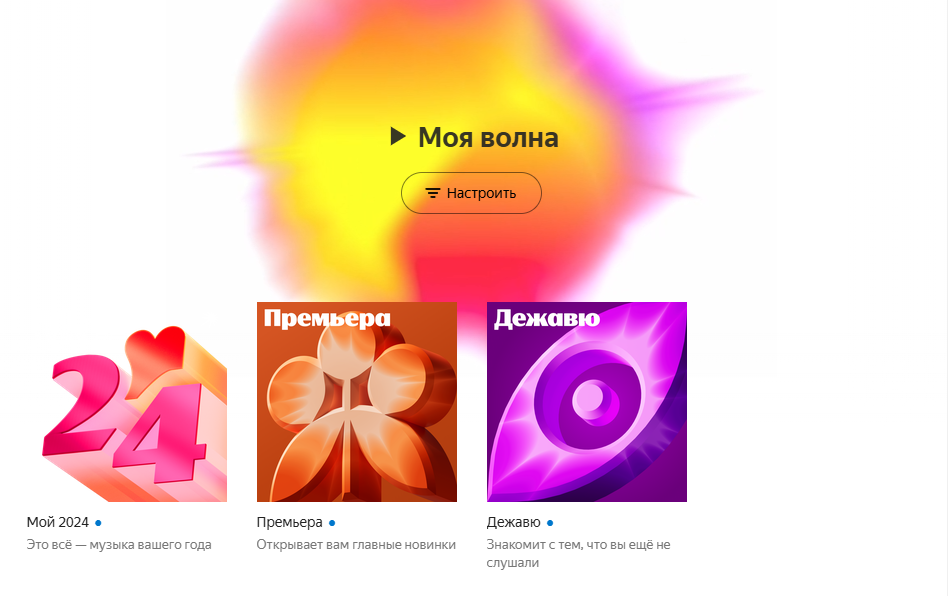 Моя волна
Настроить
24
Премьера
Дежавю
Мой 2024
Это всё — музыка вашего года
Премьера
Открывает вам главные новинки
Дежавю
Знакомит с тем, что вы ещё не
слушали